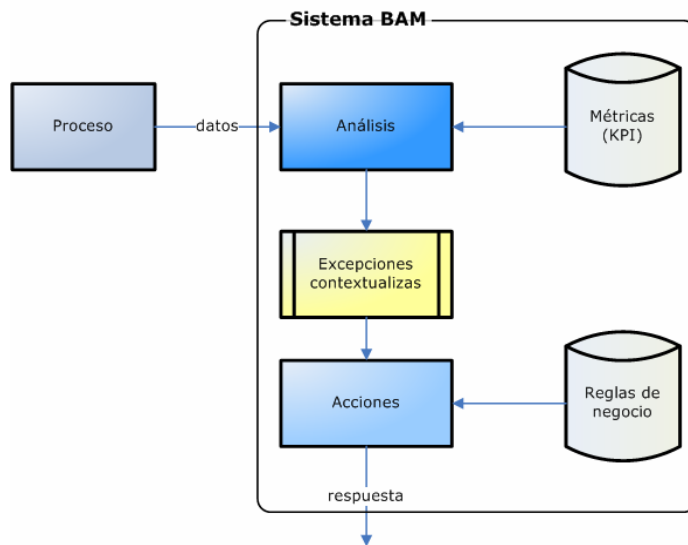 Sistema BAM
Proceso
datos
Análisis
Métricas
(KPI)
Excepciones
contextualizas
Acciones
Reglas de
negocio
respuesta